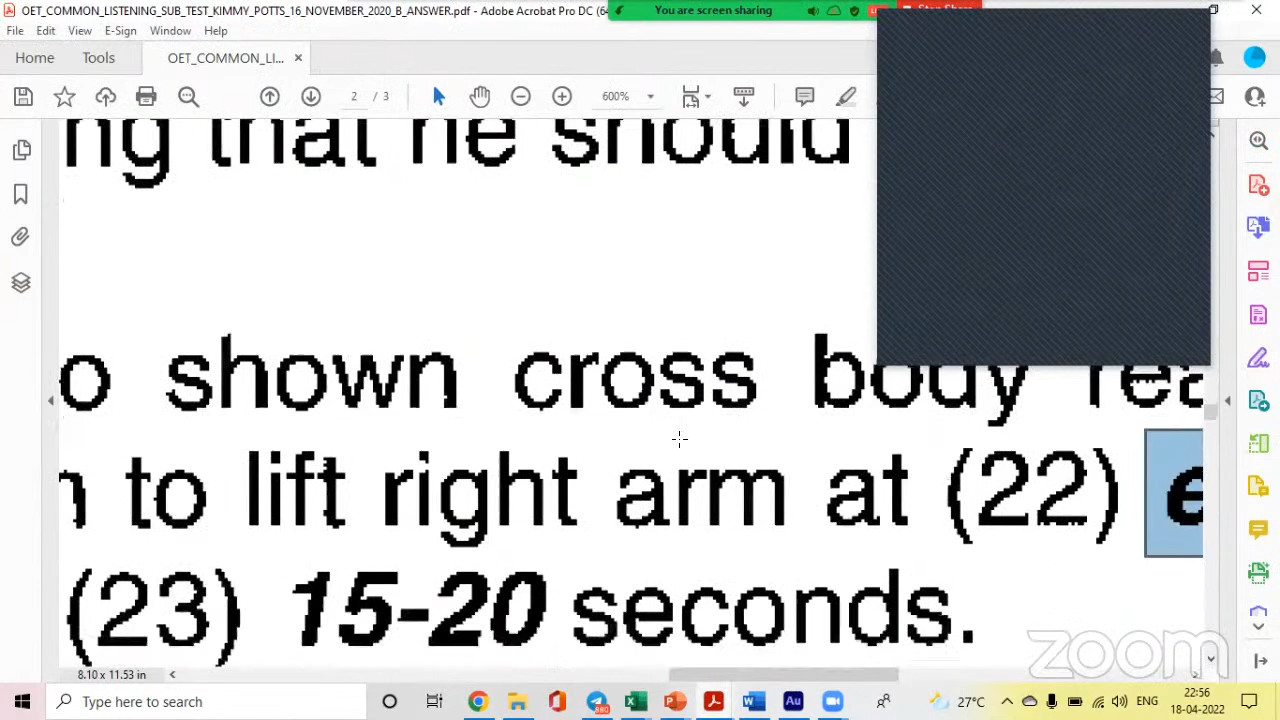 OET_COMMON_LISTENING_SUB_TEST_KIMMY_POTTS_16_NOVEMBER_2020_B_ANSWER.pdf - Adobe Acrobat Pro DC (64
You are screen sharing
File Edit View E-Sign Window Help
Home Tools OET_COMMON_LI...
2 / 3 600%
ng that he should
o shown cross body rea
to lift right arm at (22) e
(23) 15-20 seconds.
zoom
8.10 x 11.53 in
Type here to search
27°C ENG 22:56
18-04-2022